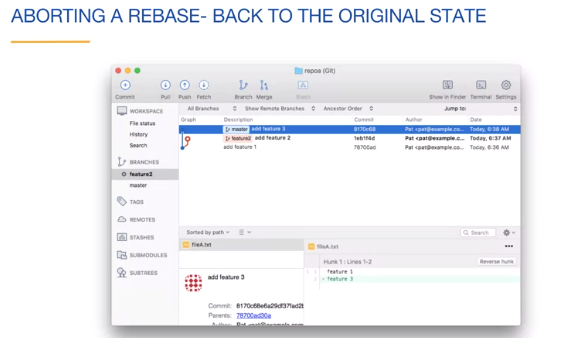 ABORTING A REBASE- BACK TO THE ORIGINAL STATE
repoa (Git)
Commit Pull Push Fetch Branch Merge Stash Show in Finder Terminal Settings
All Branches Show Remote Branches Ancestor Order Jump to:
Graph Description Commit Author Date
master add feature 3 8170c68 Pat <pat@example.co... Today, 6:38 AM
feature2 add feature 2 Pat <pat@example.co... Today, 6:37 AM
add feature 1 78700ad Pat <pat@example.co... Today, 6:36 AM
WORKSPACE
File status
History
Search
BRANCHES
feature2
master
TAGS
REMOTES
STASHES
SUBMODULES
SUBTREES
Sorted by path Search
fileA.txt
fileA.txt
Hunk 1 : Lines 1-2 Reverse hunk
1 1 feature 1
2 + feature 3
add feature 3
Commit:
Parents: 78700ad36a
Author: Pat <pat@example.com